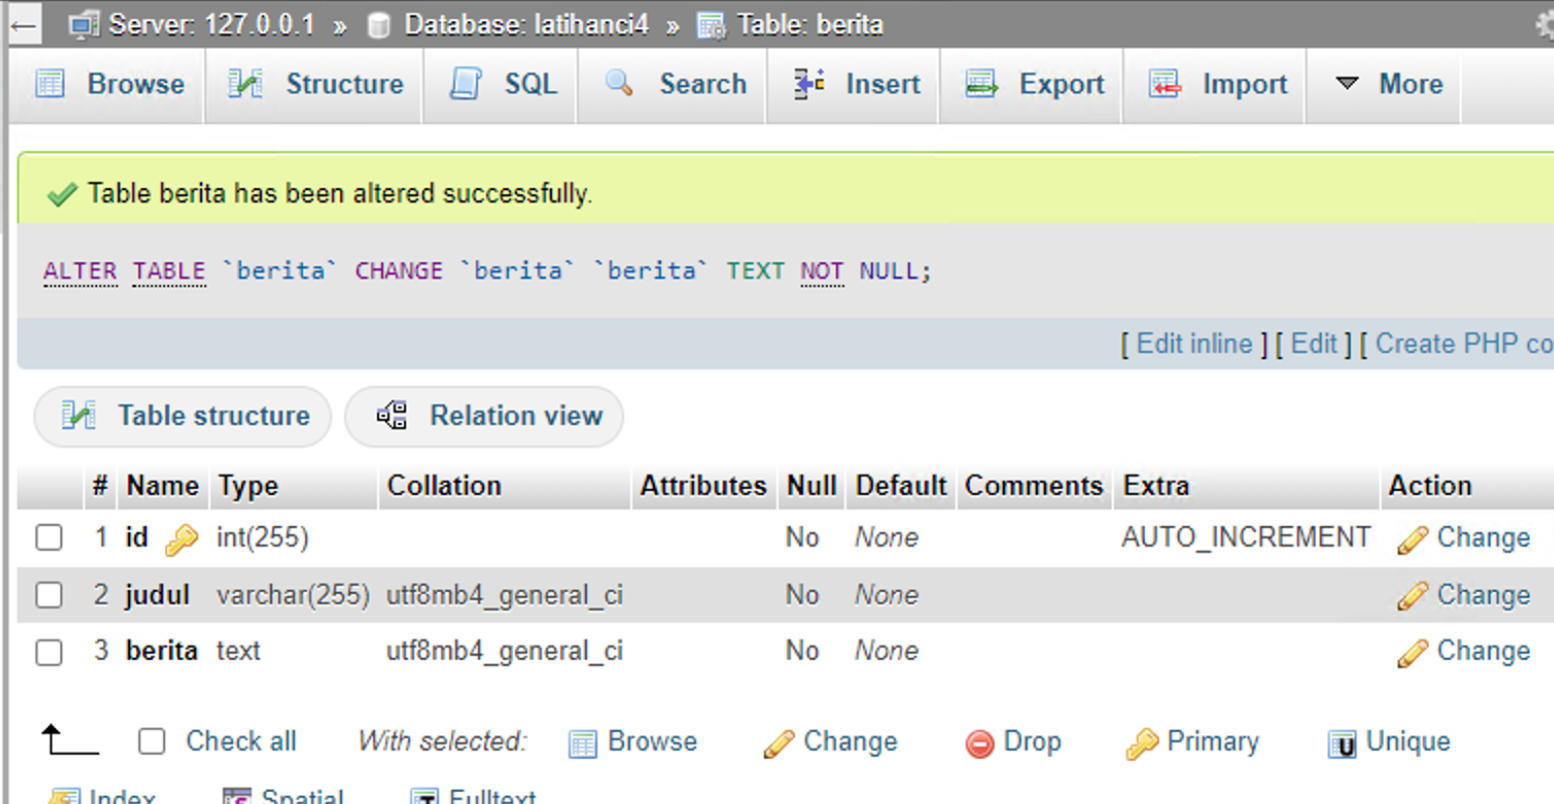 Server: 127.0.0.1 » Database: latihanci4 » Table: berita
Browse Structure SQL Search Insert Export Import More
Table berita has been altered successfully.
ALTER TABLE `berita` CHANGE `berita` `berita` TEXT NOT NULL;
[ Edit inline ] [ Edit ] [ Create PHP co
Table structure Relation view
# Name Type Collation Attributes Null Default Comments Extra Action
1 id int(255) No None AUTO_INCREMENT Change
2 judul varchar(255) utf8mb4_general_ci No None Change
3 berita text utf8mb4_general_ci No None Change
Check all With selected: Browse Change Drop Primary Unique
Index Spatial Fulltext